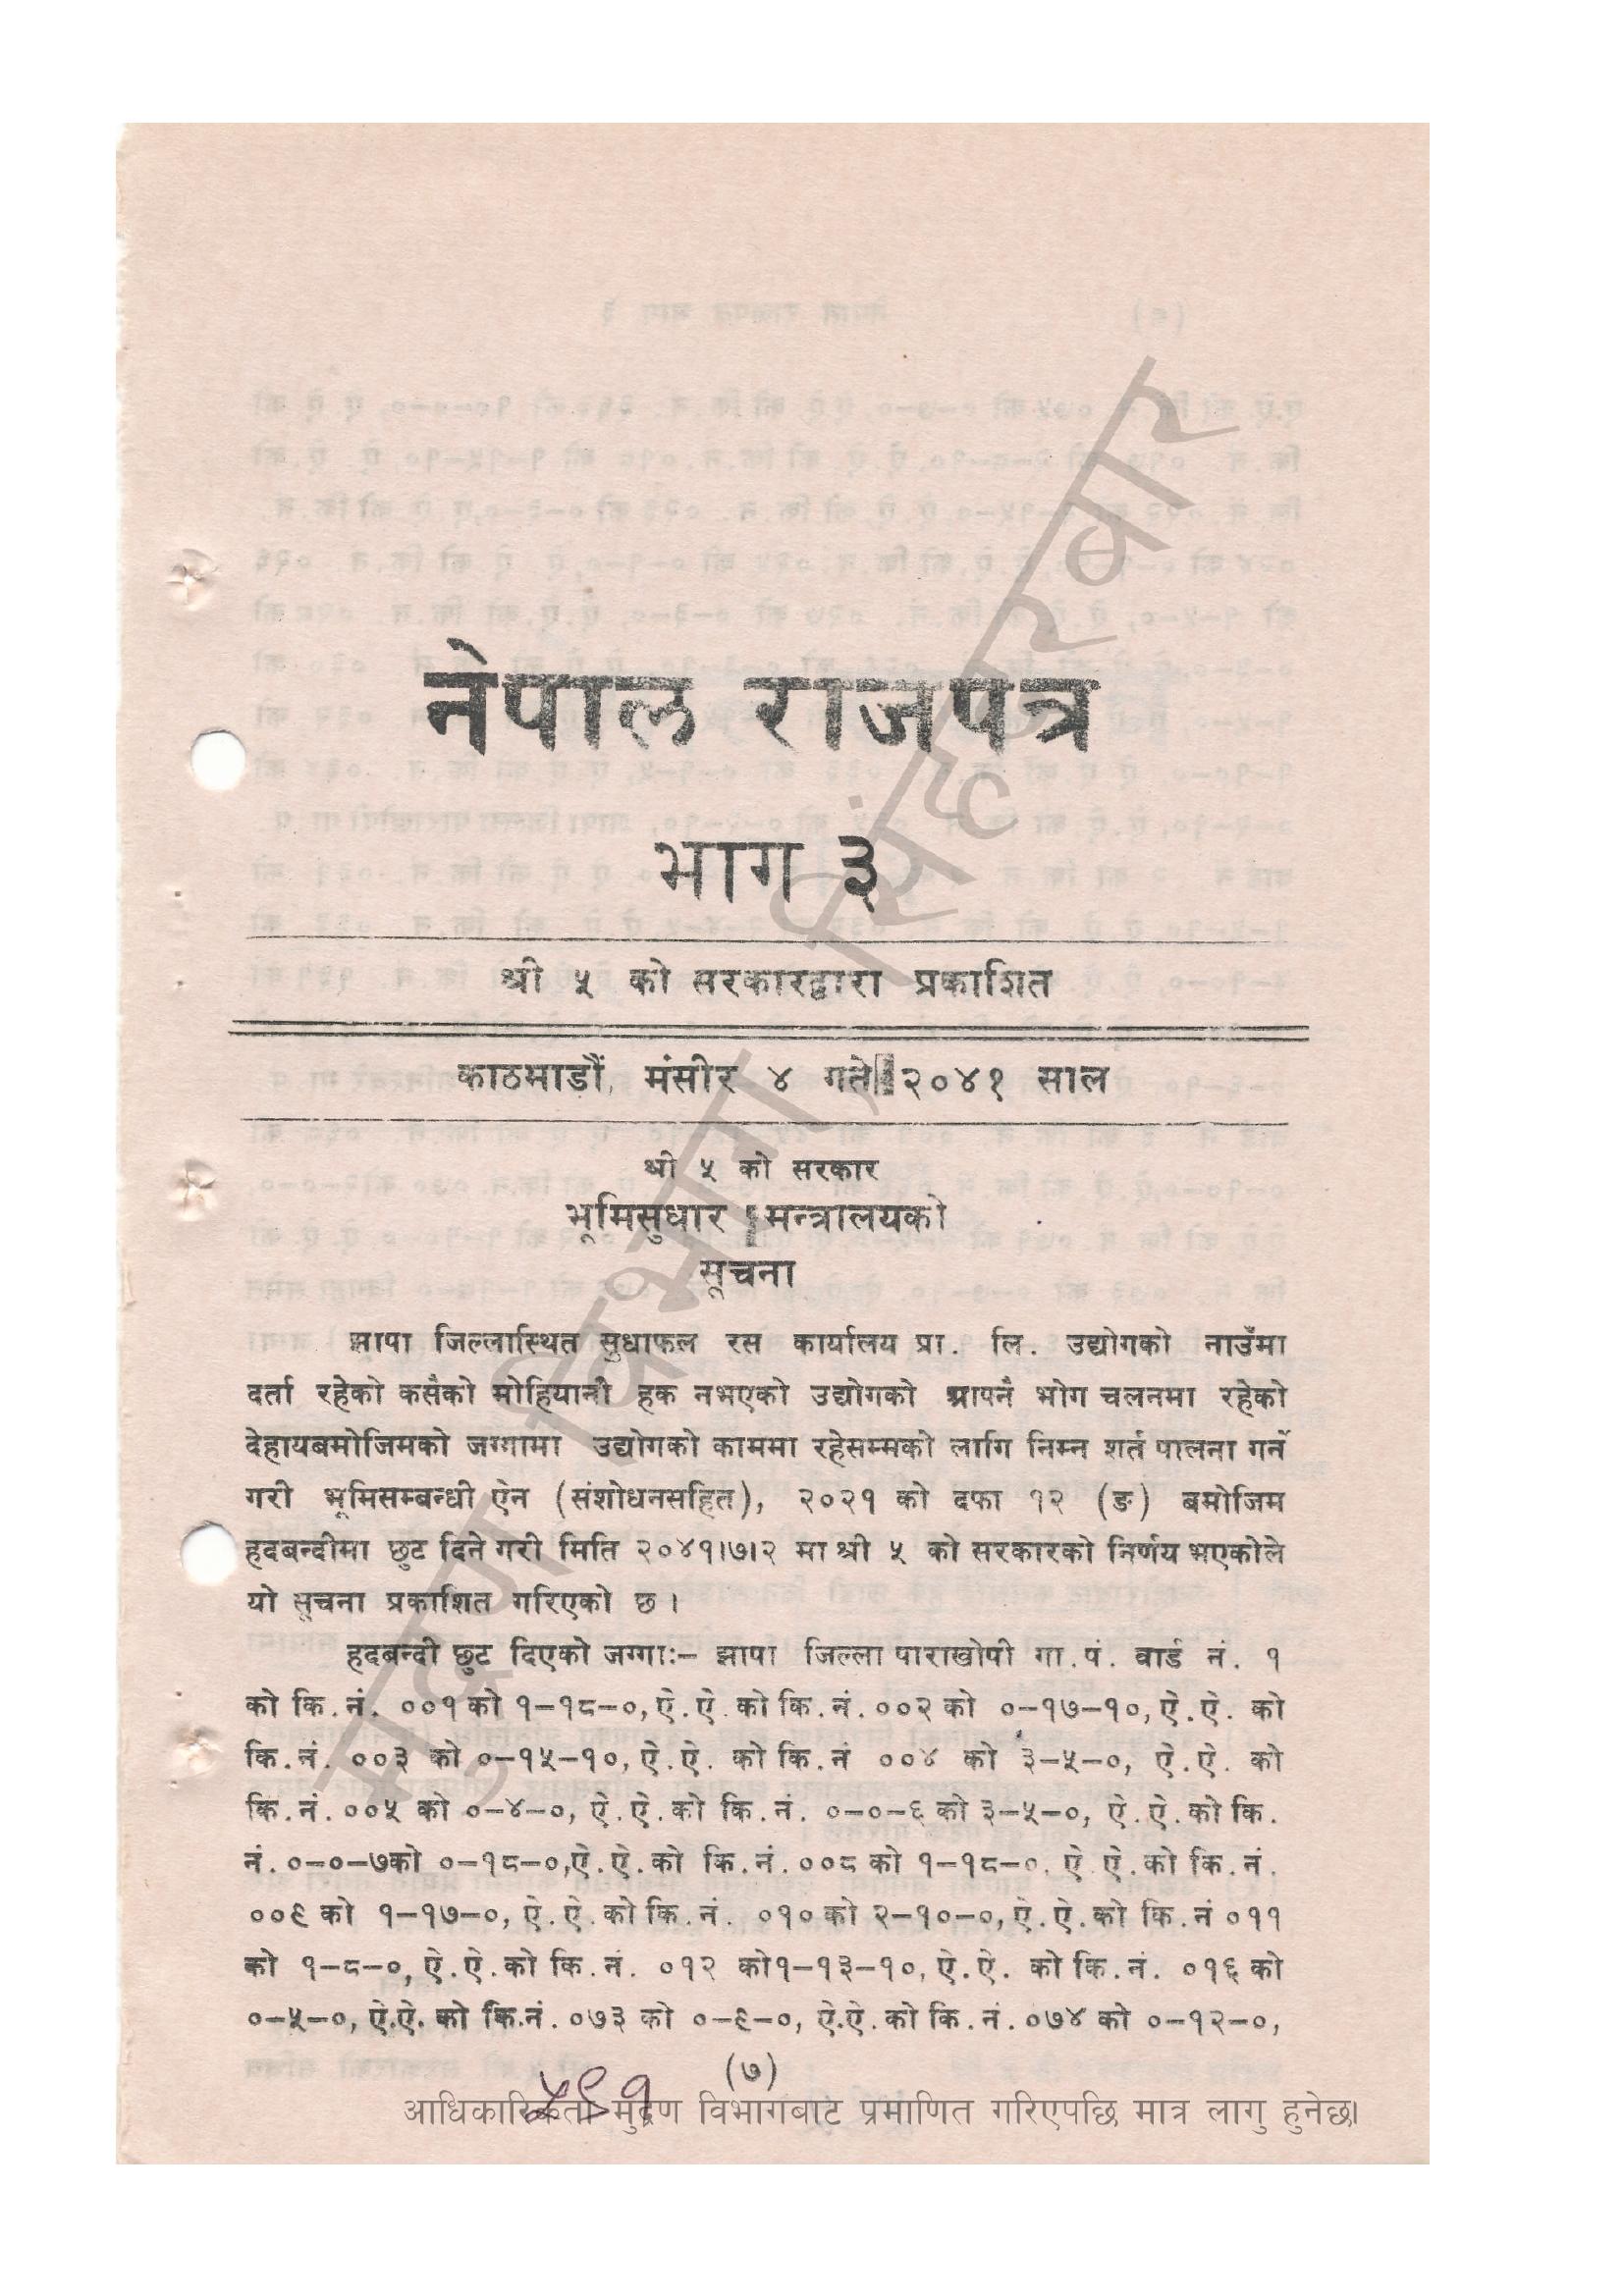 नेपाल राजपत्र
भाग ३
श्री ५ को सरकारद्वारा प्रकाशित
काठमाडौं, मंसीर ४ गते २०४१ साल
श्री ५ को सरकार
भूमिसुधार मन्त्रालयको
सूचना
झापा जिल्लास्थित सुधाफल रस कार्यालय प्रा. लि. उद्योगको नाउँमा
दर्ता रहेको कसैको मोहियानी हक नभएको उद्योगको आफ्नै भोग चलनमा रहेको
देहायबमोजिमको जग्गामा उद्योगको काममा रहेसम्मको लागि निम्न शर्त पालना गर्ने
गरी भूमिसम्बन्धी ऐन (संशोधनसहित), २०२१ को दफा १२ (ङ) बमोजिम
हदबन्दीमा छुट दिने गरी मिति २०४१।७।२ मा श्री ५ को सरकारको निर्णय भएकोले
यो सूचना प्रकाशित गरिएको छ ।
हदबन्दी छुट दिएको जग्गाः– झापा जिल्ला पाराखोपी गा.पं. वार्ड नं. १
को कि.नं. ००१ को १–१८–०, ऐ.ऐ. को कि.नं. ००२ को ०–१७–१०, ऐ.ऐ. को
कि.नं. ००३ को ०–१५–१०, ऐ.ऐ. को कि.नं ००४ को ३–५–०, ऐ.ऐ. को
कि.नं. ००५ को ०–४–०, ऐ.ऐ.को कि.नं. ०–०–६ को ३–५–०, ऐ.ऐ.को कि.
नं. ०–०–७को ०–१८–०,ऐ.ऐ.को कि.नं. ००८ को १–१८–०, ऐ.ऐ.को कि.नं.
००९ को १–१७–०, ऐ.ऐ.को कि.नं. ०१० को २–१०–०, ऐ.ऐ.को कि.नं ०११
को १–८–०, ऐ.ऐ.को कि.नं. ०१२ को१–१३–१०, ऐ.ऐ. को कि.नं. ०१६ को
०–५–०, ऐ.ऐ. को कि.नं. ०७३ को ०–९–०, ऐ.ऐ.को कि.नं. ०७४ को ०–१२–०,
(७)
५९१
आधिकारिकता मुद्रण विभागबाट प्रमाणित गरिएपछि मात्र लागु हुनेछ।
मुद्रण विभाग, सिंहदरबार